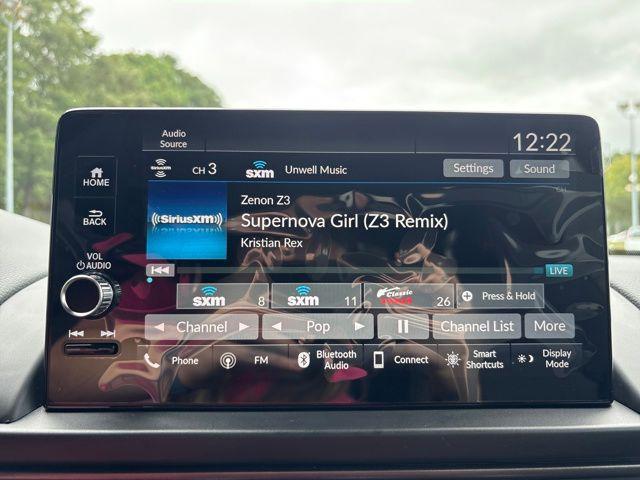 Audio
Source
12:22
SiriusXM
CH 3
sxm
Unwell Music
Settings
Sound
HOME
BACK
VOL
AUDIO
((SiriusXM))
Zenon Z3
Supernova Girl (Z3 Remix)
Kristian Rex
LIVE
sxm 8
sxm 11
Classic
26
Press & Hold
Channel
Pop
Channel List
More
Phone
FM
Bluetooth
Audio
Connect
Smart
Shortcuts
Display
Mode